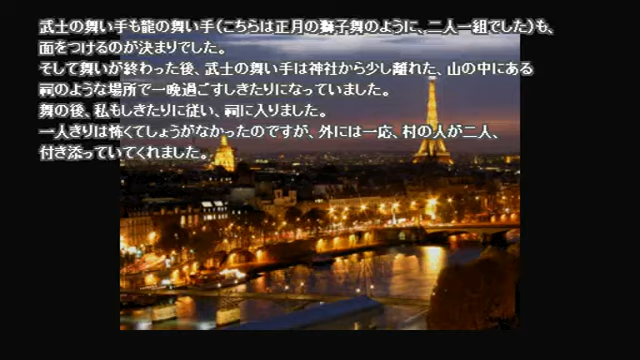 武士の舞い手も龍の舞い手（こちらは正月の獅子舞のように、二人一組でした）も、
面をつけるのが決まりでした。
そして舞いが終わった後、武士の舞い手は神社から少し離れた、山の中にある
祠のような場所で一晩過ごすしきたりになっていました。
舞の後、私もしきたりに従い、祠に入りました。
一人きりは怖くてしょうがなかったのですが、外には一応、村の人が二人、
付き添っていてくれました。